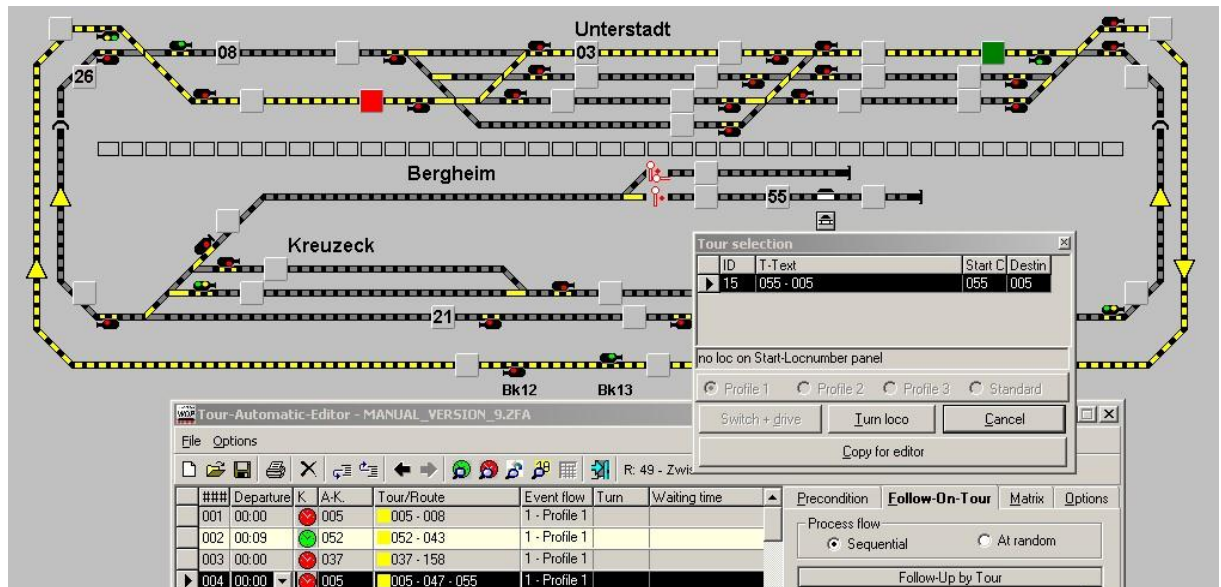 Unterstadt
08
03
26
Bergheim
55
Kreuzeck
21
Bk12
Bk13
Tour selection
ID T-Text Start C Destin
15 055 - 005 055 005
no loc on Start-Locnumber panel
Profile 1 Profile 2 Profile 3 Standard
Switch + drive Turn loco Cancel
Copy for editor
WDP Tour-Automatic-Editor - MANUAL_VERSION_9.ZFA
File Options
R: 49 - Zwis
### Departure K. A-K. Tour/Route Event flow Turn Waiting time
001 00:00 005 005 - 008 1 - Profile 1
002 00:09 052 052 - 043 1 - Profile 1
003 00:00 037 037 - 158 1 - Profile 1
004 00:00 005 005 - 047 - 055 1 - Profile 1
Precondition Follow-On-Tour Matrix Options
Process flow
Sequential At random
Follow-Up by Tour